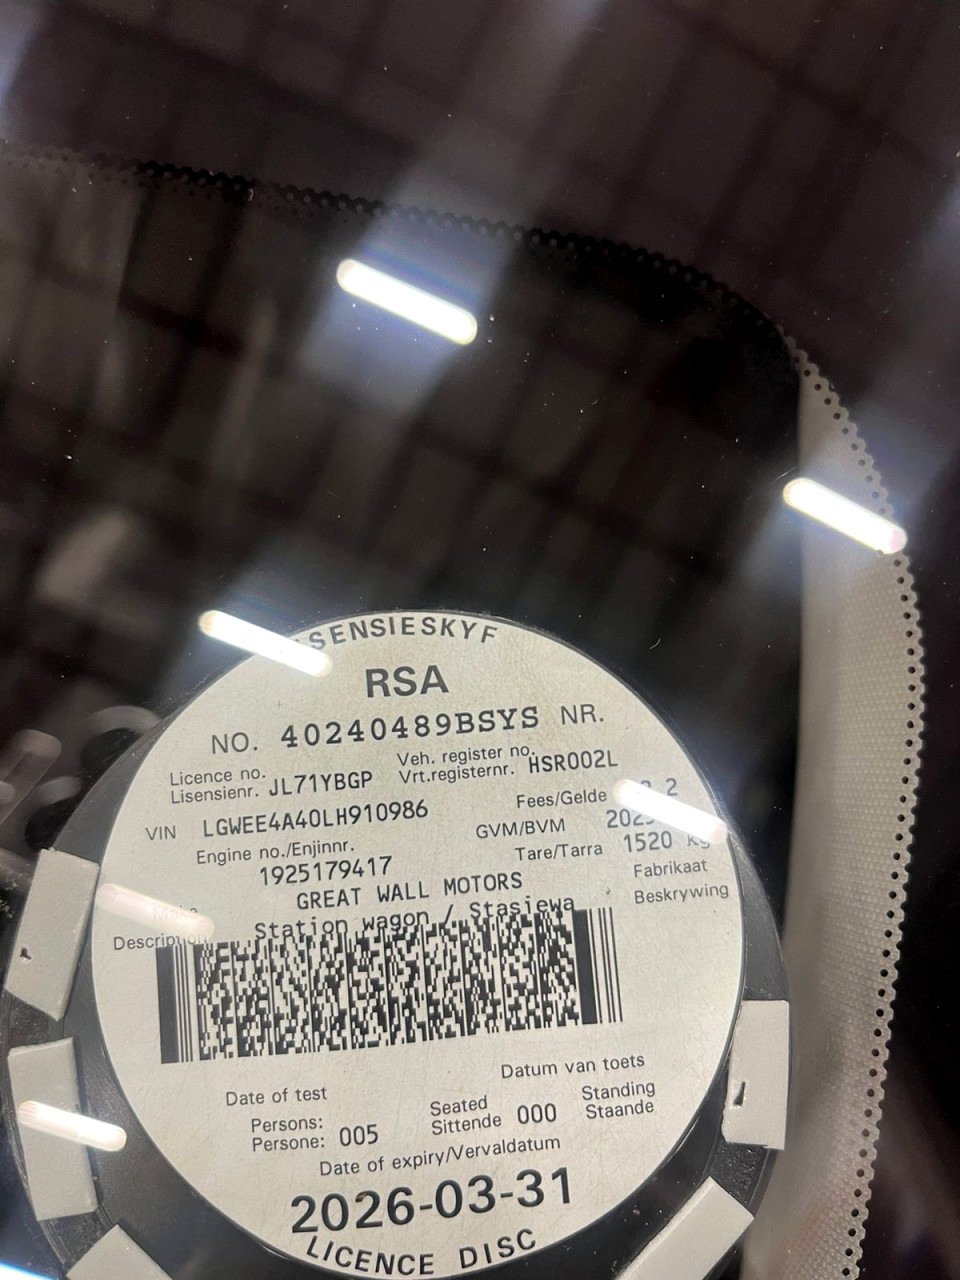 SENSIESKYF
RSA
NO. 40240489BSYS NR.
Licence no. Veh. register no.
Lisensienr. JL71YBGP Vrt.registernr. HSR002L
VIN LGWEE4A40LH910986 Fees/Gelde
Engine no./Enjinnr. GVM/BVM
1925179417 Tare/Tarra 1520 kg
Make GREAT WALL MOTORS Fabrikaat
Description Station wagon / Stasiewa Beskrywing
Date of test Datum van toets
Persons: Seated Standing
Persone: 005 Sittende 000 Staande
Date of expiry/Vervaldatum
2026-03-31
LICENCE DISC